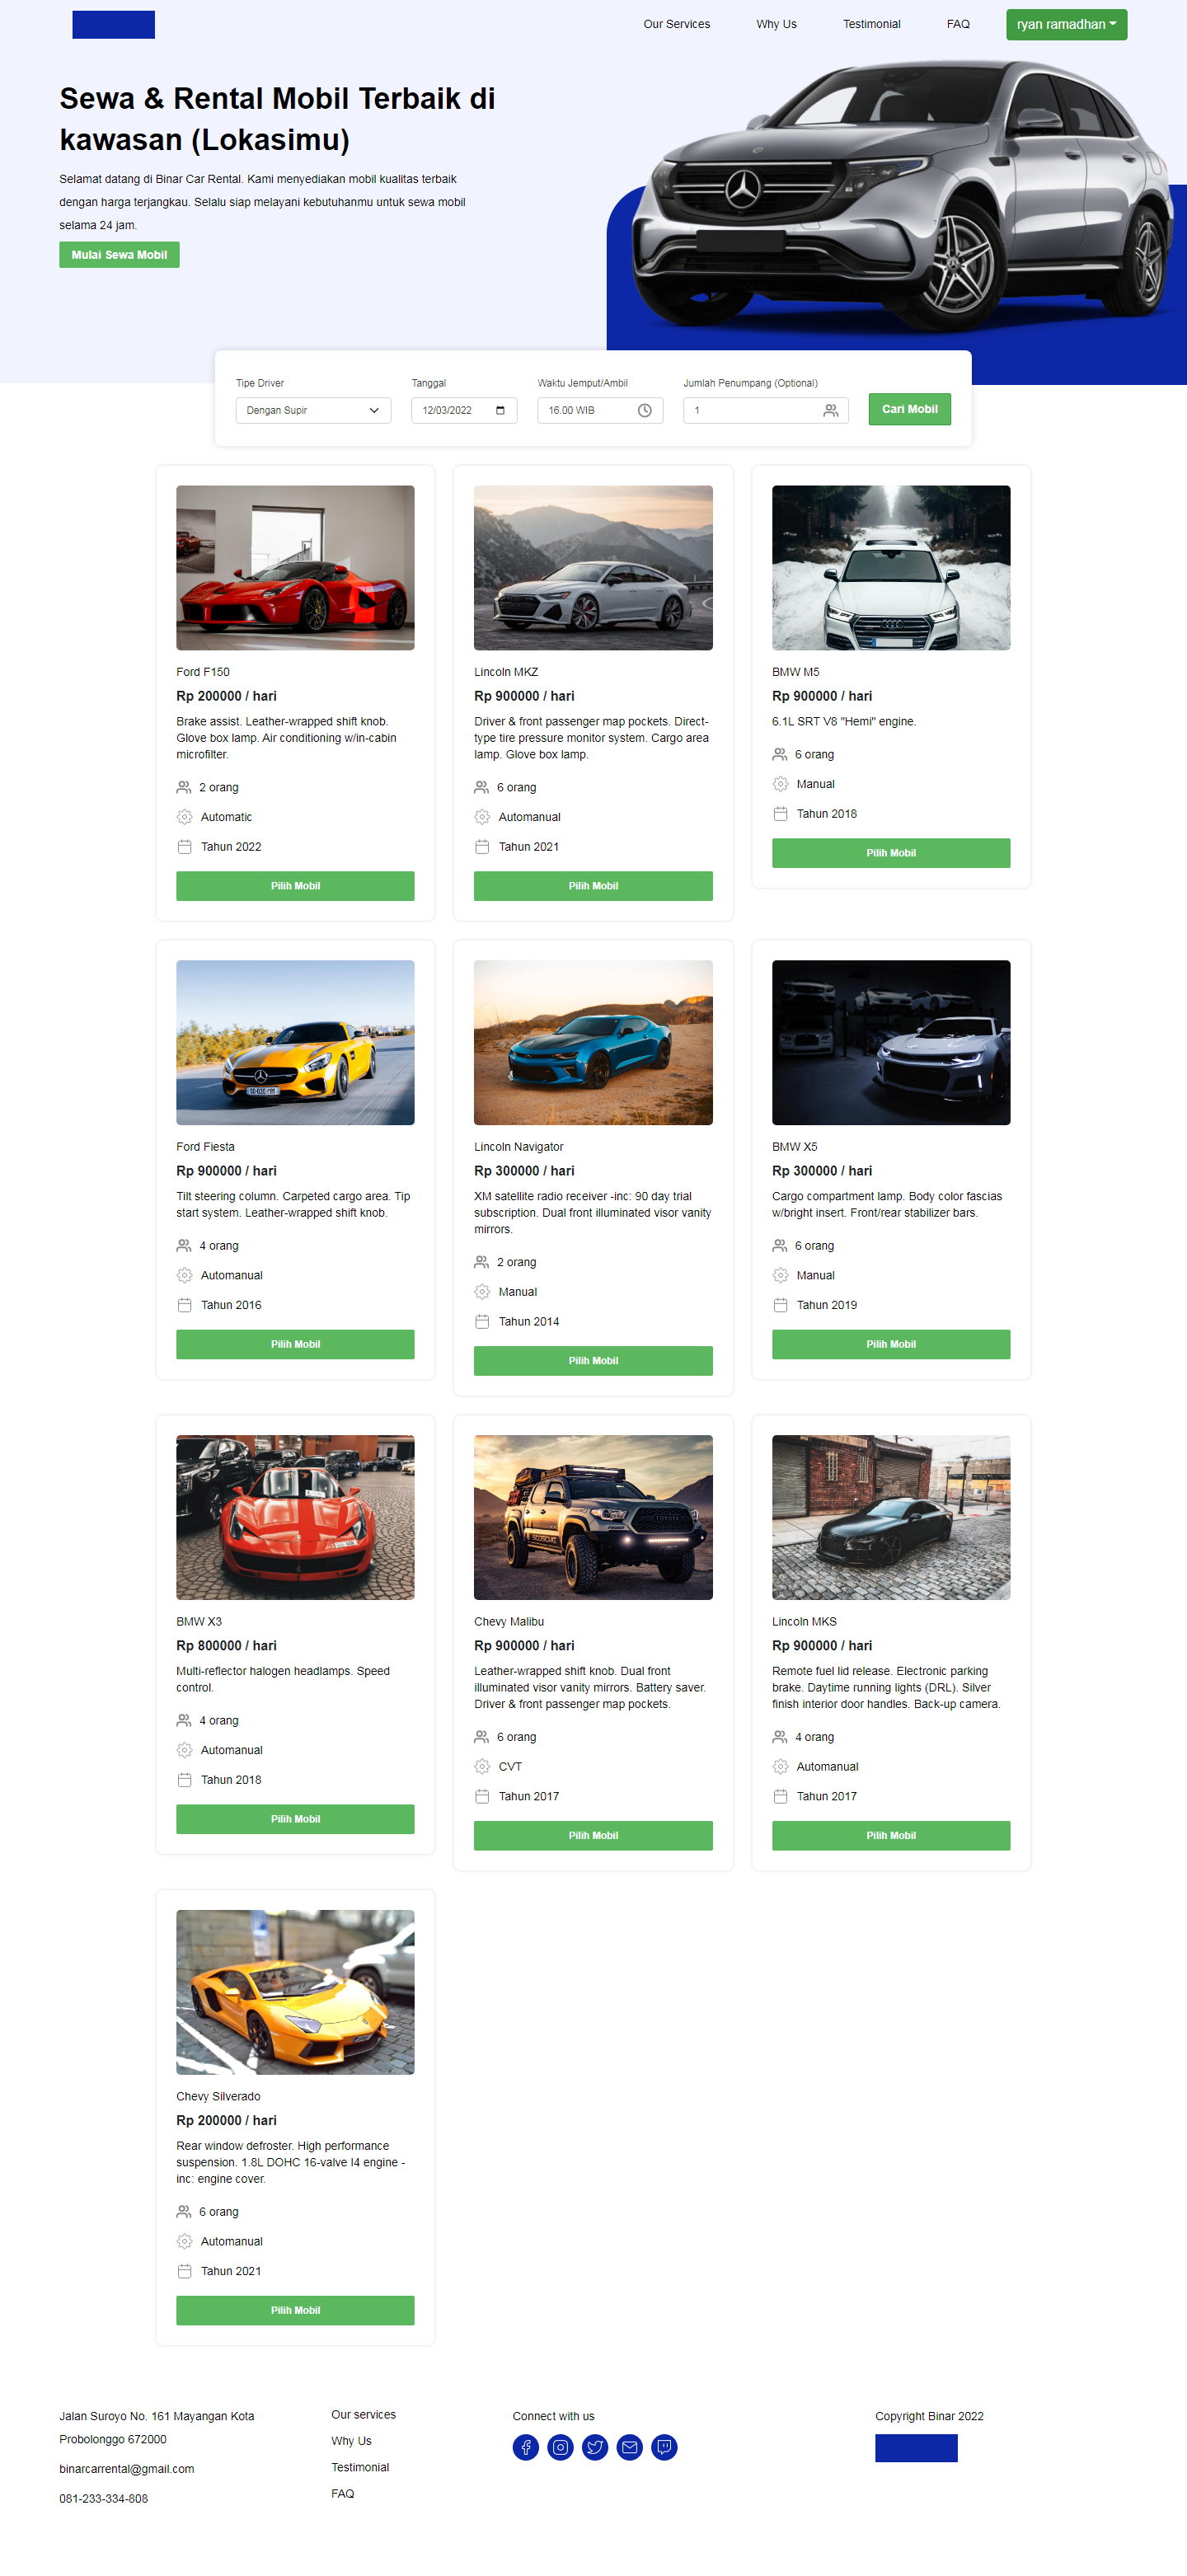 Our Services
Why Us
Testimonial
FAQ
ryan ramadhan
Sewa & Rental Mobil Terbaik di
kawasan (Lokasimu)
Selamat datang di Binar Car Rental. Kami menyediakan mobil kualitas terbaik
dengan harga terjangkau. Selalu siap melayani kebutuhanmu untuk sewa mobil
selama 24 jam.
Mulai Sewa Mobil
Tipe Driver
Tanggal
Waktu Jemput/Ambil
Jumlah Penumpang (Optional)
Dengan Supir
12/03/2022
16.00 WIB
1
Cari Mobil
Ford F150
Rp 200000 / hari
Brake assist. Leather-wrapped shift knob.
Glove box lamp. Air conditioning w/in-cabin
microfilter.
2 orang
Automatic
Tahun 2022
Pilih Mobil
Lincoln MKZ
Rp 900000 / hari
Driver & front passenger map pockets. Direct-
type tire pressure monitor system. Cargo area
lamp. Glove box lamp.
6 orang
Automanual
Tahun 2021
Pilih Mobil
BMW M5
Rp 900000 / hari
6.1L SRT V8 "Hemi" engine.
6 orang
Manual
Tahun 2018
Pilih Mobil
Ford Fiesta
Rp 900000 / hari
Tilt steering column. Carpeted cargo area. Tip
start system. Leather-wrapped shift knob.
4 orang
Automanual
Tahun 2016
Pilih Mobil
Lincoln Navigator
Rp 300000 / hari
XM satellite radio receiver -inc: 90 day trial
subscription. Dual front illuminated visor vanity
mirrors.
2 orang
Manual
Tahun 2014
Pilih Mobil
BMW X5
Rp 300000 / hari
Cargo compartment lamp. Body color fascias
w/bright insert. Front/rear stabilizer bars.
6 orang
Manual
Tahun 2019
Pilih Mobil
BMW X3
Rp 800000 / hari
Multi-reflector halogen headlamps. Speed
control.
4 orang
Automanual
Tahun 2018
Pilih Mobil
TOYOTA
Chevy Malibu
Rp 900000 / hari
Leather-wrapped shift knob. Dual front
illuminated visor vanity mirrors. Battery saver.
Driver & front passenger map pockets.
6 orang
CVT
Tahun 2017
Pilih Mobil
Lincoln MKS
Rp 900000 / hari
Remote fuel lid release. Electronic parking
brake. Daytime running lights (DRL). Silver
finish interior door handles. Back-up camera.
4 orang
Automanual
Tahun 2017
Pilih Mobil
Chevy Silverado
Rp 200000 / hari
Rear window defroster. High performance
suspension. 1.8L DOHC 16-valve I4 engine -
inc: engine cover.
6 orang
Automanual
Tahun 2021
Pilih Mobil
Jalan Suroyo No. 161 Mayangan Kota
Probolonggo 672000
binarcarrental@gmail.com
081-233-334-808
Our services
Why Us
Testimonial
FAQ
Connect with us
Copyright Binar 2022